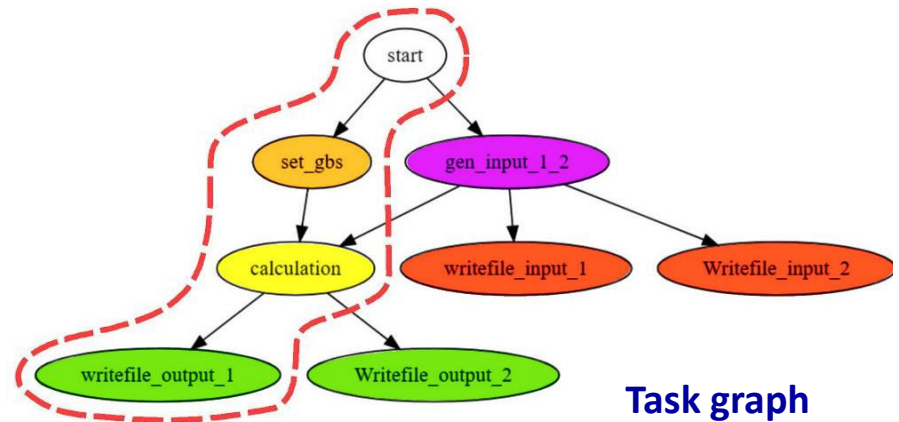 start
set_gbs
gen_input_1_2
calculation
writefile_input_1
Writefile_input_2
writefile_output_1
Writefile_output_2
Task graph